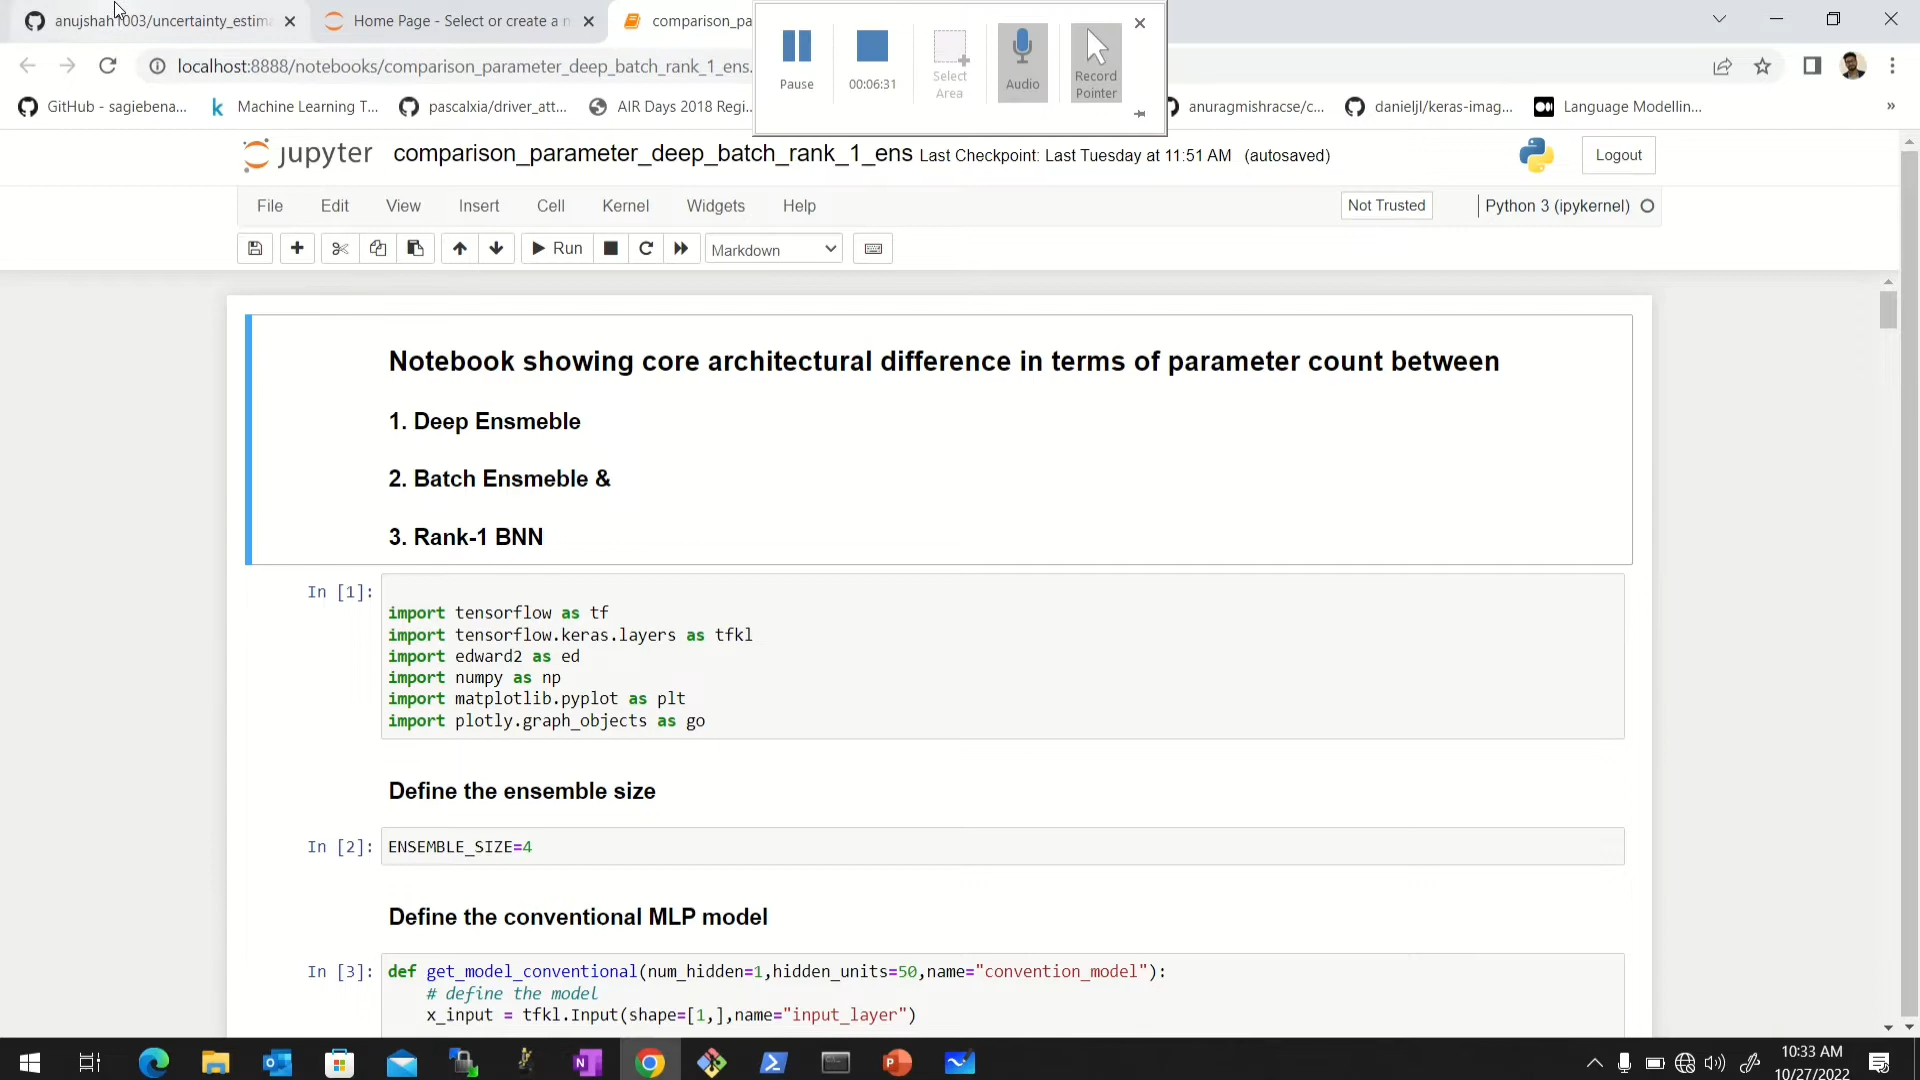 anujshah1003/uncertainty_estima
Home Page - Select or create a n
comparison_pa
localhost:8888/notebooks/comparison_parameter_deep_batch_rank_1_ens.
Pause
00:06:31
Select
Area
Audio
Record
Pointer
GitHub - sagiebena...
Machine Learning T...
pascalxia/driver_att...
AIR Days 2018 Regi...
anuragmishracse/c...
danieljl/keras-imag...
Language Modellin...
»
jupyter
comparison_parameter_deep_batch_rank_1_ens Last Checkpoint: Last Tuesday at 11:51 AM (autosaved)
Logout
File Edit View Insert Cell Kernel Widgets Help
Not Trusted
Python 3 (ipykernel)
Run
Markdown
Notebook showing core architectural difference in terms of parameter count between
1. Deep Ensmeble
2. Batch Ensmeble &
3. Rank-1 BNN
In [1]:
import tensorflow as tf
import tensorflow.keras.layers as tfkl
import edward2 as ed
import numpy as np
import matplotlib.pyplot as plt
import plotly.graph_objects as go
Define the ensemble size
In [2]: ENSEMBLE_SIZE=4
Define the conventional MLP model
In [3]: def get_model_conventional(num_hidden=1,hidden_units=50,name="convention_model"):
# define the model
x_input = tfkl.Input(shape=[1,],name="input_layer")
10:33 AM
10/27/2022